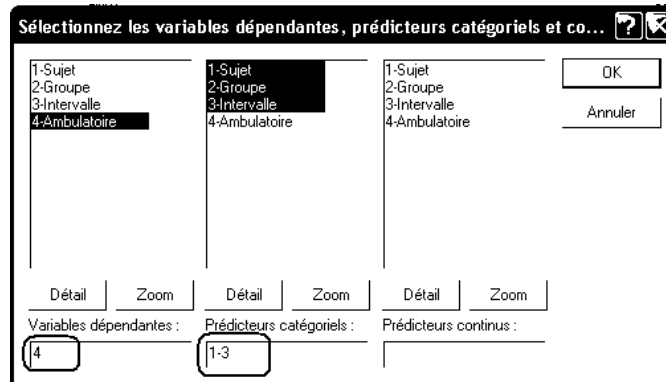 Sélectionnez les variables dépendantes, prédicteurs catégoriels et co...
1-Sujet
2-Groupe
3-Intervalle
4-Ambulatoire
1-Sujet
2-Groupe
3-Intervalle
4-Ambulatoire
1-Sujet
2-Groupe
3-Intervalle
4-Ambulatoire
OK
Annuler
Détail Zoom Détail Zoom Détail Zoom
Variables dépendantes : Prédicteurs catégoriels : Prédicteurs continus :
4 1-3